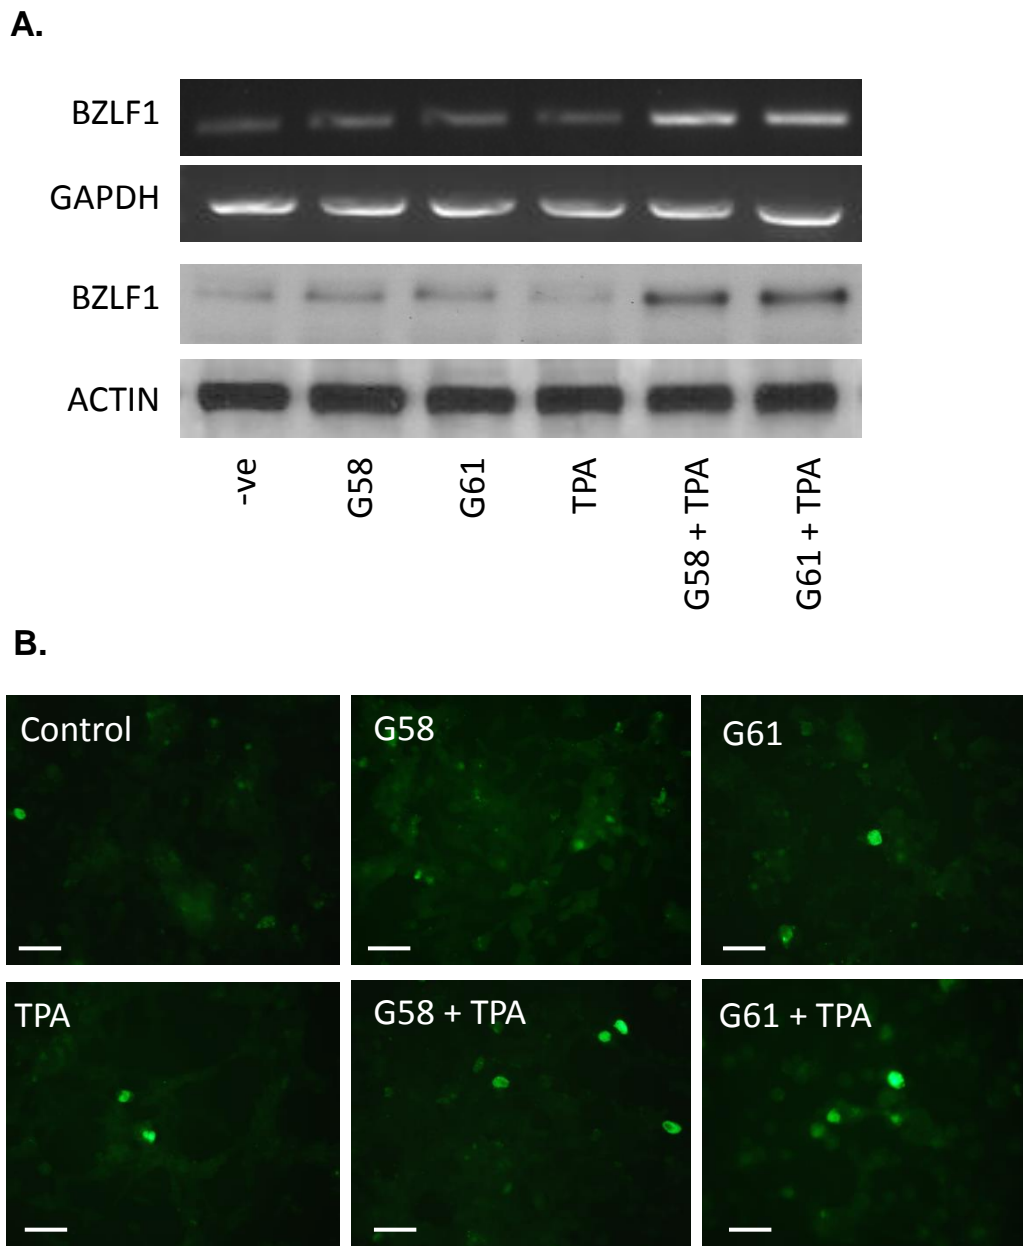 A.
BZLF1
GAPDH
BZLF1
ACTIN
-ve
G58
G61
TPA
G58 + TPA
G61 + TPA
B.
Control
G58
G61
TPA
G58 + TPA
G61 + TPA